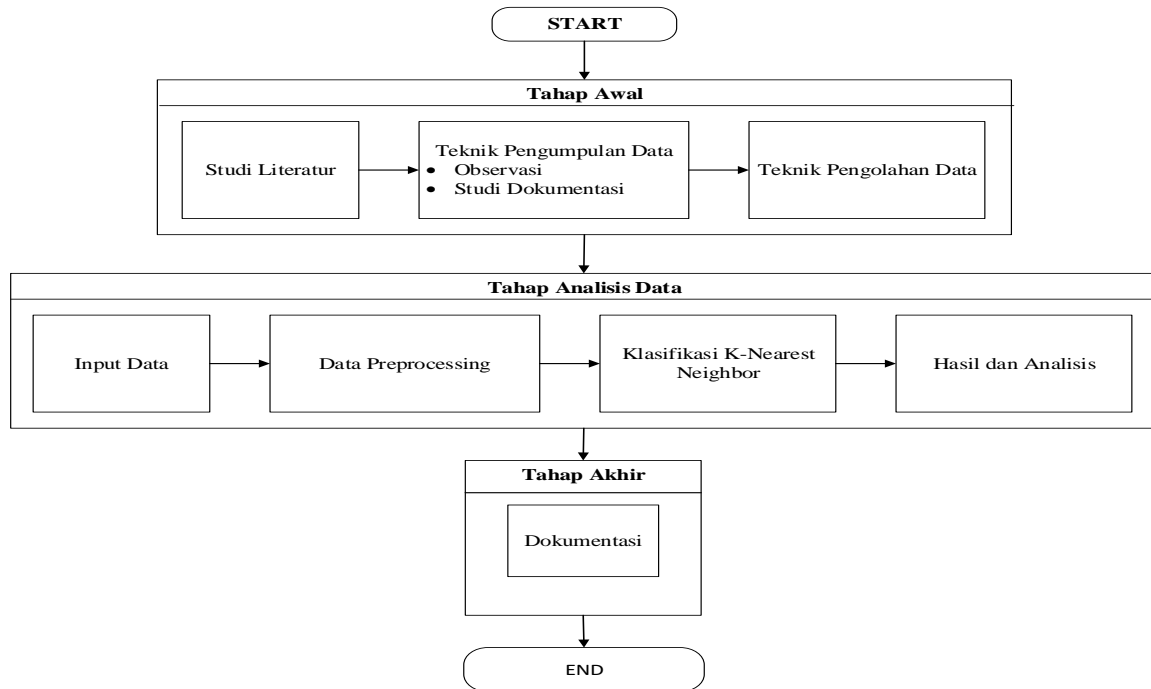 START
Tahap Awal
Studi Literatur
Teknik Pengumpulan Data
• Observasi
• Studi Dokumentasi
Teknik Pengolahan Data
Tahap Analisis Data
Input Data
Data Preprocessing
Klasifikasi K-Nearest
Neighbor
Hasil dan Analisis
Tahap Akhir
Dokumentasi
END